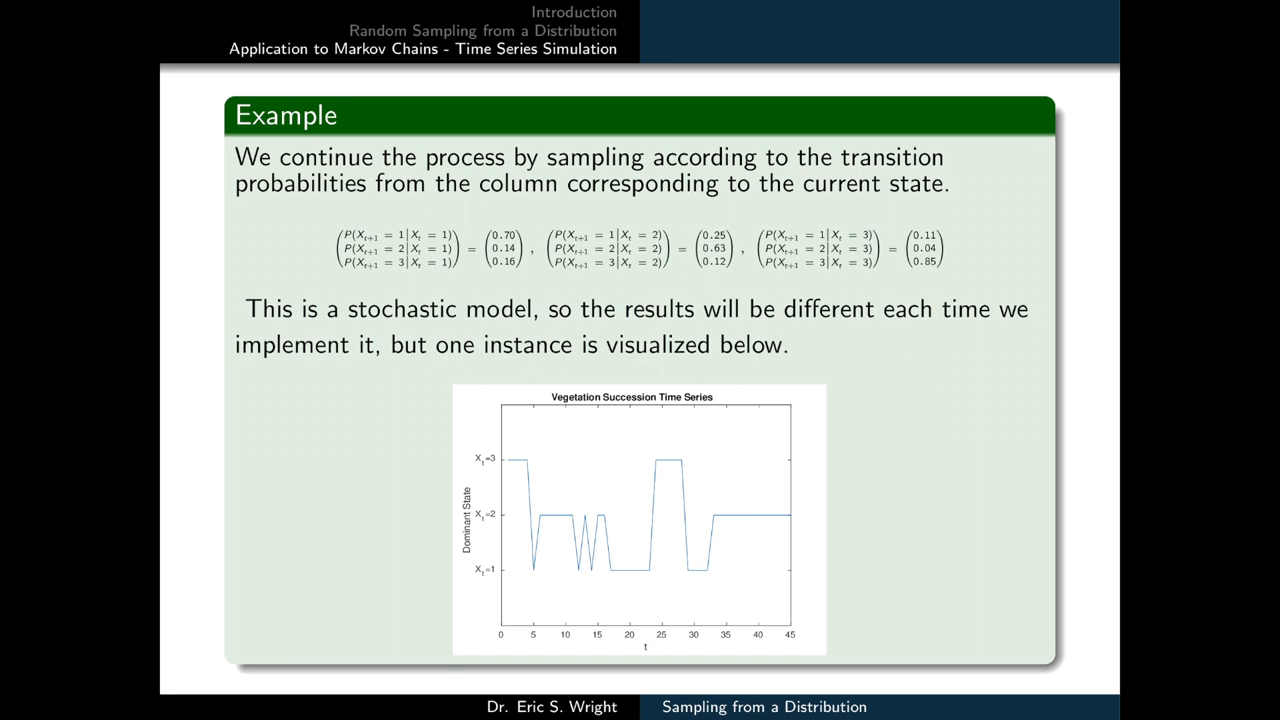 Introduction
Random Sampling from a Distribution
Application to Markov Chains - Time Series Simulation
Example
We continue the process by sampling according to the transition
probabilities from the column corresponding to the current state.
(P(X_{t+1} = 1|X_t = 1)) = (0.70), (P(X_{t+1} = 1|X_t = 2)) = (0.25), (P(X_{t+1} = 1|X_t = 3)) = (0.11)
(P(X_{t+1} = 2|X_t = 1)) = (0.14), (P(X_{t+1} = 2|X_t = 2)) = (0.63), (P(X_{t+1} = 2|X_t = 3)) = (0.04)
(P(X_{t+1} = 3|X_t = 1)) = (0.16), (P(X_{t+1} = 3|X_t = 2)) = (0.12), (P(X_{t+1} = 3|X_t = 3)) = (0.85)
This is a stochastic model, so the results will be different each time we
implement it, but one instance is visualized below.
Vegetation Succession Time Series
X_t=3
X_t=2
X_t=1
Dominant State
0 5 10 15 20 25 30 35 40 45
t
Dr. Eric S. Wright
Sampling from a Distribution